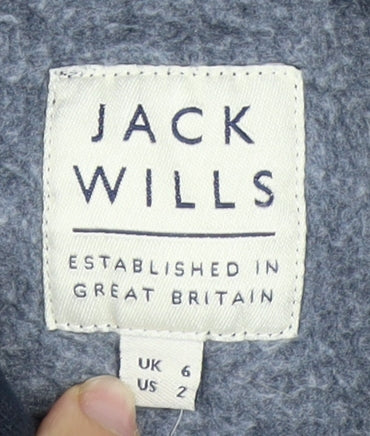 JACK
WILLS
ESTABLISHED IN
GREAT BRITAIN
UK 6
US 2